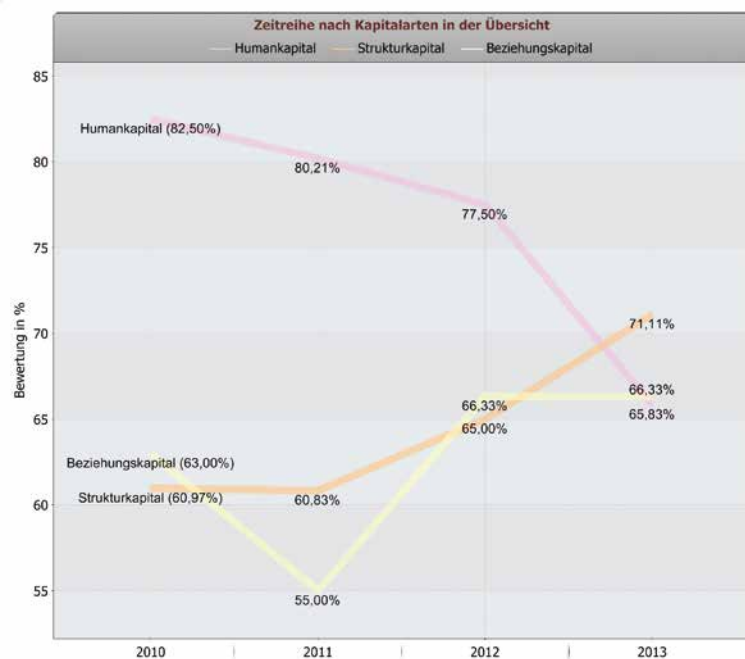 Zeitreihe nach Kapitalarten in der Übersicht
Humankapital Strukturkapital Beziehungskapital
85
Humankapital (82,50%)
80
80,21%
77,50%
75
70
71,11%
Bewertung in %
66,33%
66,33%
65
65,83%
65,00%
Beziehungskapital (63,00%)
Strukturkapital (60,97%)
60,83%
60
55
55,00%
2010 2011 2012 2013